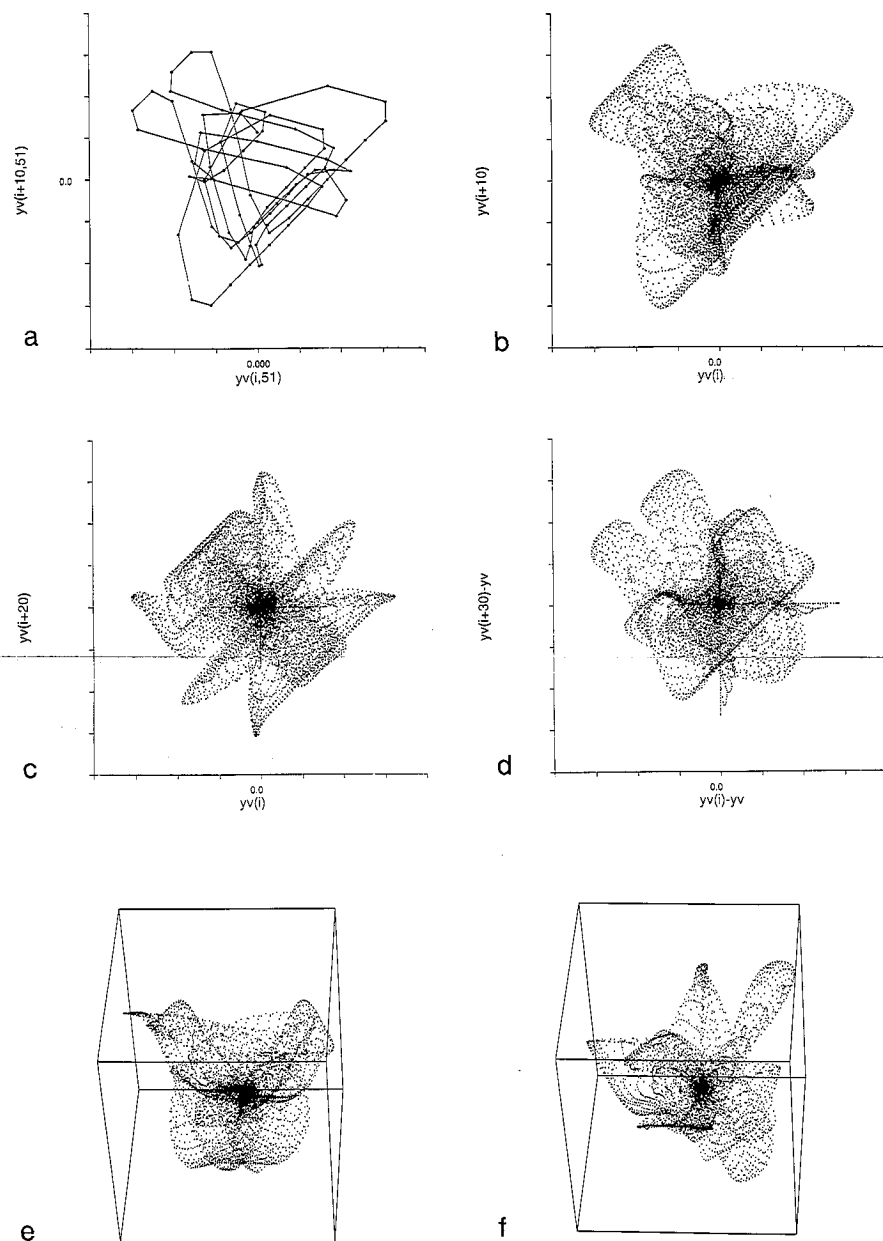 yv(i+10,51)
0.0
a
0.000
yv(i,51)
yv(i+10)
b
0.0
yv(i)
yv(i+20)
c
0.0
yv(i)
yv(i+30)-yv
d
0.0
yv(i)-yv
e
f